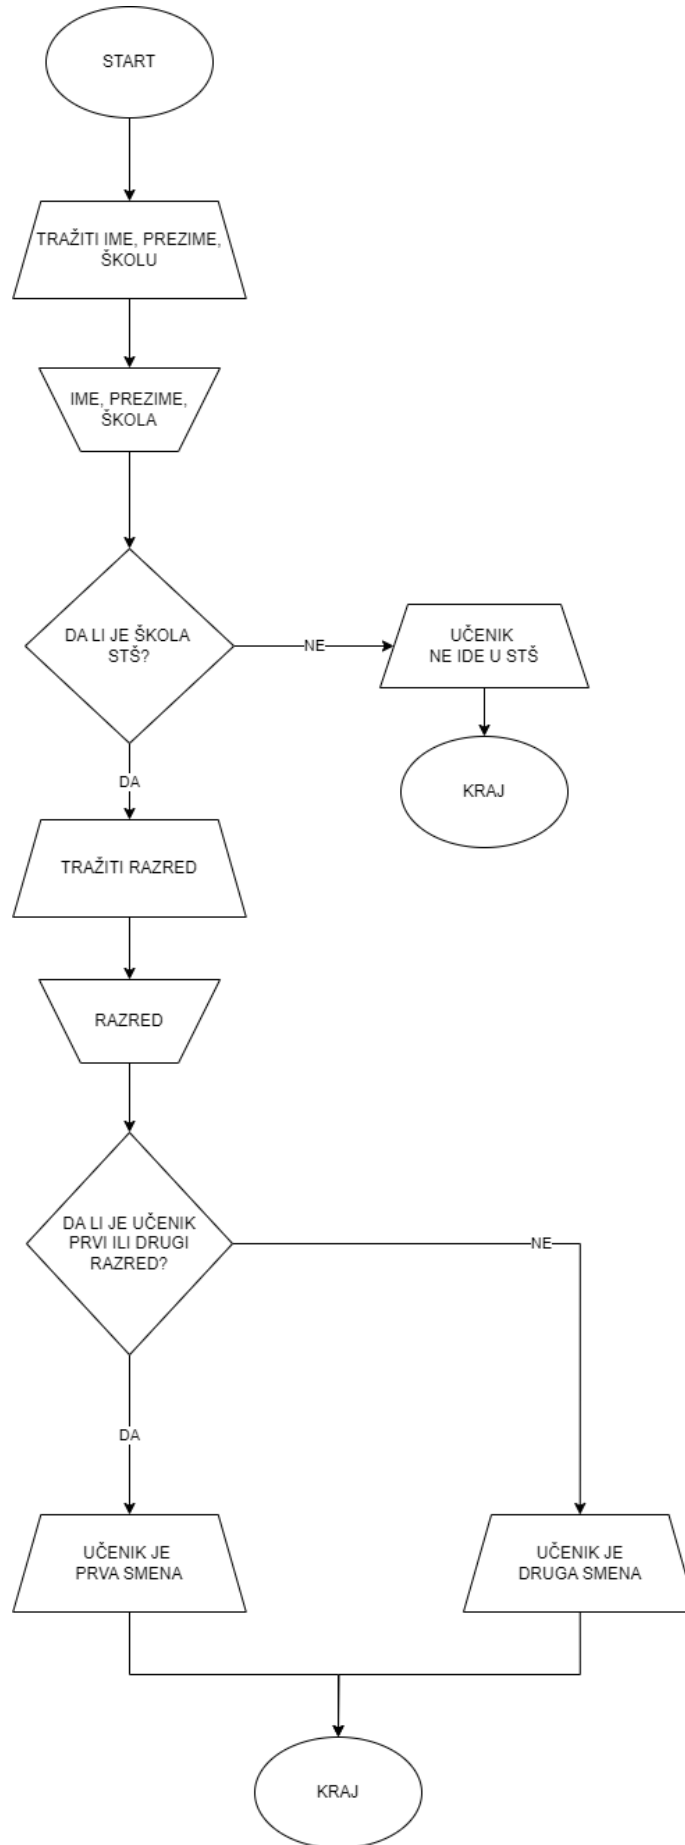 START
TRAŽITI IME, PREZIME,
ŠKOLU
IME, PREZIME,
ŠKOLA
DA LI JE ŠKOLA
STŠ?
NE
UČENIK
NE IDE U STŠ
KRAJ
DA
TRAŽITI RAZRED
RAZRED
DA LI JE UČENIK
PRVI ILI DRUGI
RAZRED?
NE
DA
UČENIK JE
PRVA SMENA
UČENIK JE
DRUGA SMENA
KRAJ